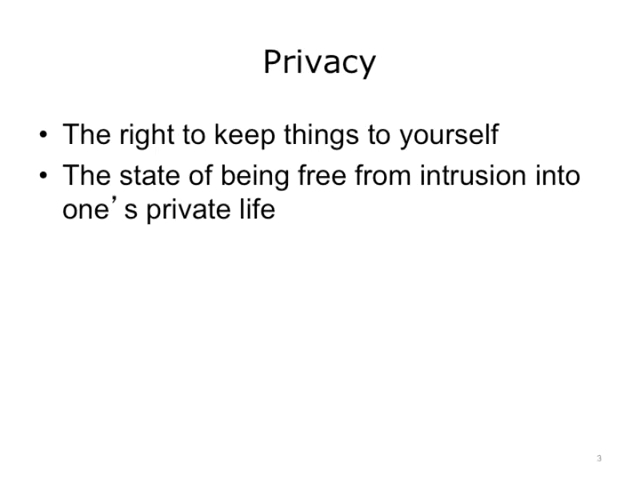 Privacy
• The right to keep things to yourself
• The state of being free from intrusion into
one’s private life
3